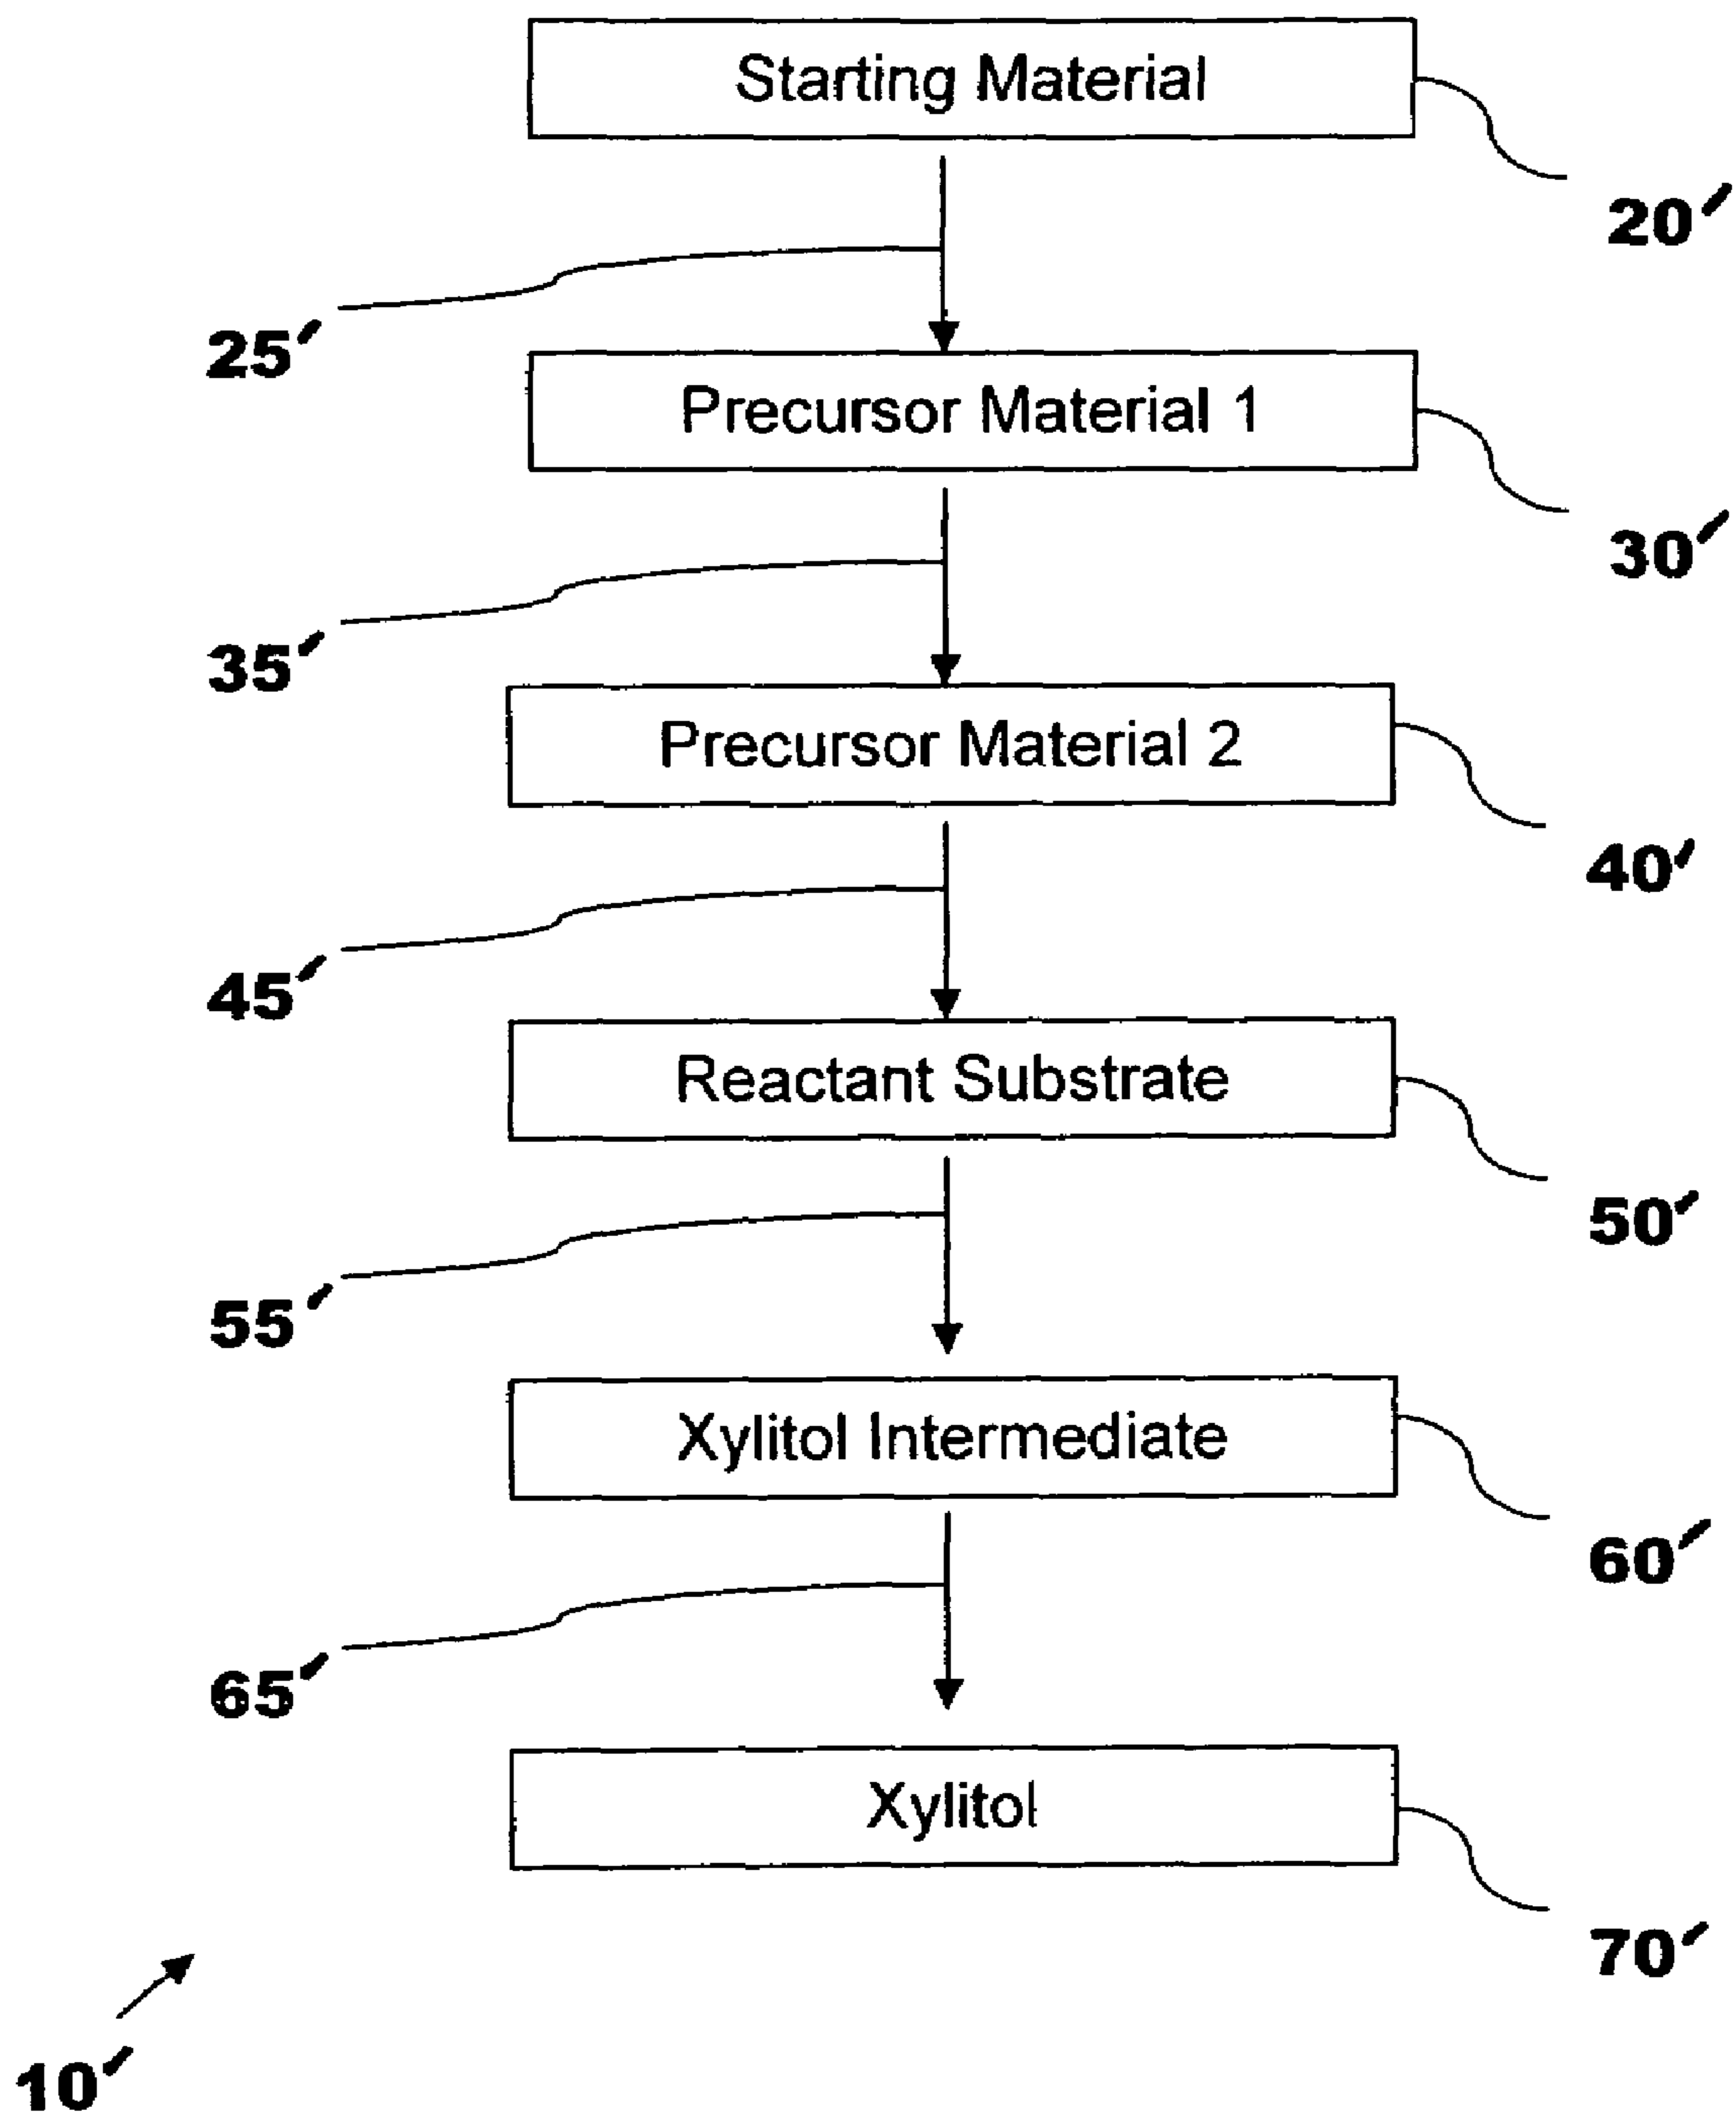 Starting Material
20′
25′
Precursor Material 1
30′
35′
Precursor Material 2
40′
45′
Reactant Substrate
50′
55′
Xylitol Intermediate
60′
65′
Xylitol
70′
10′